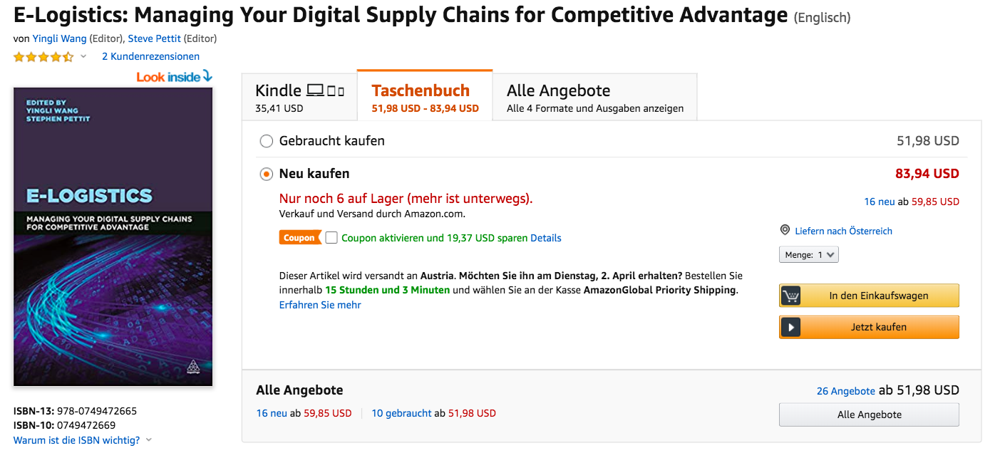 E-Logistics: Managing Your Digital Supply Chains for Competitive Advantage (Englisch)
von Yingli Wang (Editor), Steve Pettit (Editor)
2 Kundenrezensionen
Look inside
EDITED BY
YINGLI WANG
STEPHEN PETTIT
E-LOGISTICS
MANAGING YOUR DIGITAL SUPPLY CHAINS
FOR COMPETITIVE ADVANTAGE
ISBN-13: 978-0749472665
ISBN-10: 0749472669
Warum ist die ISBN wichtig?
Kindle
35,41 USD
Taschenbuch
51,98 USD - 83,94 USD
Alle Angebote
Alle 4 Formate und Ausgaben anzeigen
Gebraucht kaufen
51,98 USD
Neu kaufen
83,94 USD
Nur noch 6 auf Lager (mehr ist unterwegs).
Verkauf und Versand durch Amazon.com.
16 neu ab 59,85 USD
Coupon Coupon aktivieren und 19,37 USD sparen Details
Liefern nach Österreich
Menge: 1
Dieser Artikel wird versandt an Austria. Möchten Sie ihn am Dienstag, 2. April erhalten? Bestellen Sie
innerhalb 15 Stunden und 3 Minuten und wählen Sie an der Kasse AmazonGlobal Priority Shipping.
Erfahren Sie mehr
In den Einkaufswagen
Jetzt kaufen
Alle Angebote
16 neu ab 59,85 USD
10 gebraucht ab 51,98 USD
26 Angebote ab 51,98 USD
Alle Angebote